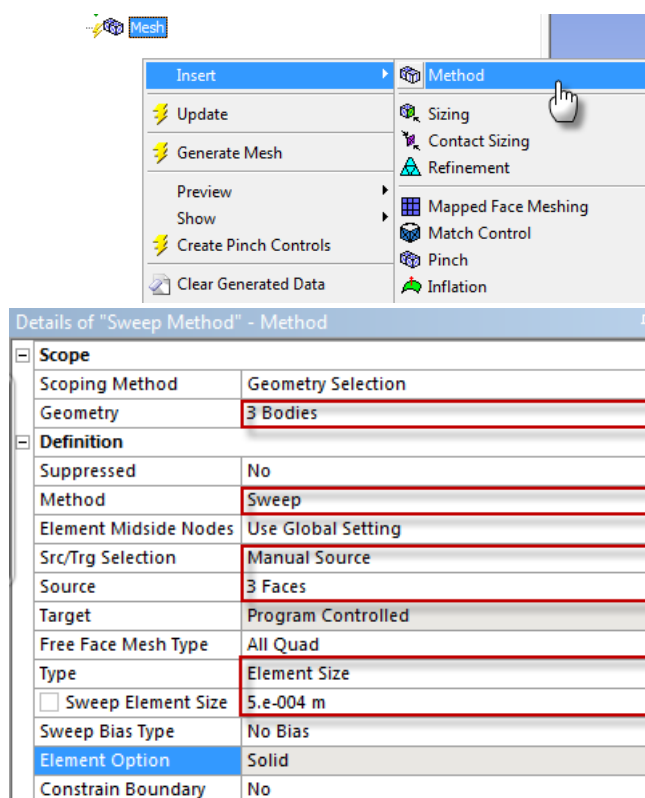 Mesh
Insert
Method
Update
Sizing
Contact Sizing
Generate Mesh
Refinement
Preview
Mapped Face Meshing
Show
Match Control
Create Pinch Controls
Pinch
Clear Generated Data
Inflation
Details of "Sweep Method" - Method
Scope
Scoping Method Geometry Selection
Geometry 3 Bodies
Definition
Suppressed No
Method Sweep
Element Midside Nodes Use Global Setting
Src/Trg Selection Manual Source
Source 3 Faces
Target Program Controlled
Free Face Mesh Type All Quad
Type Element Size
Sweep Element Size 5.e-004 m
Sweep Bias Type No Bias
Element Option Solid
Constrain Boundary No